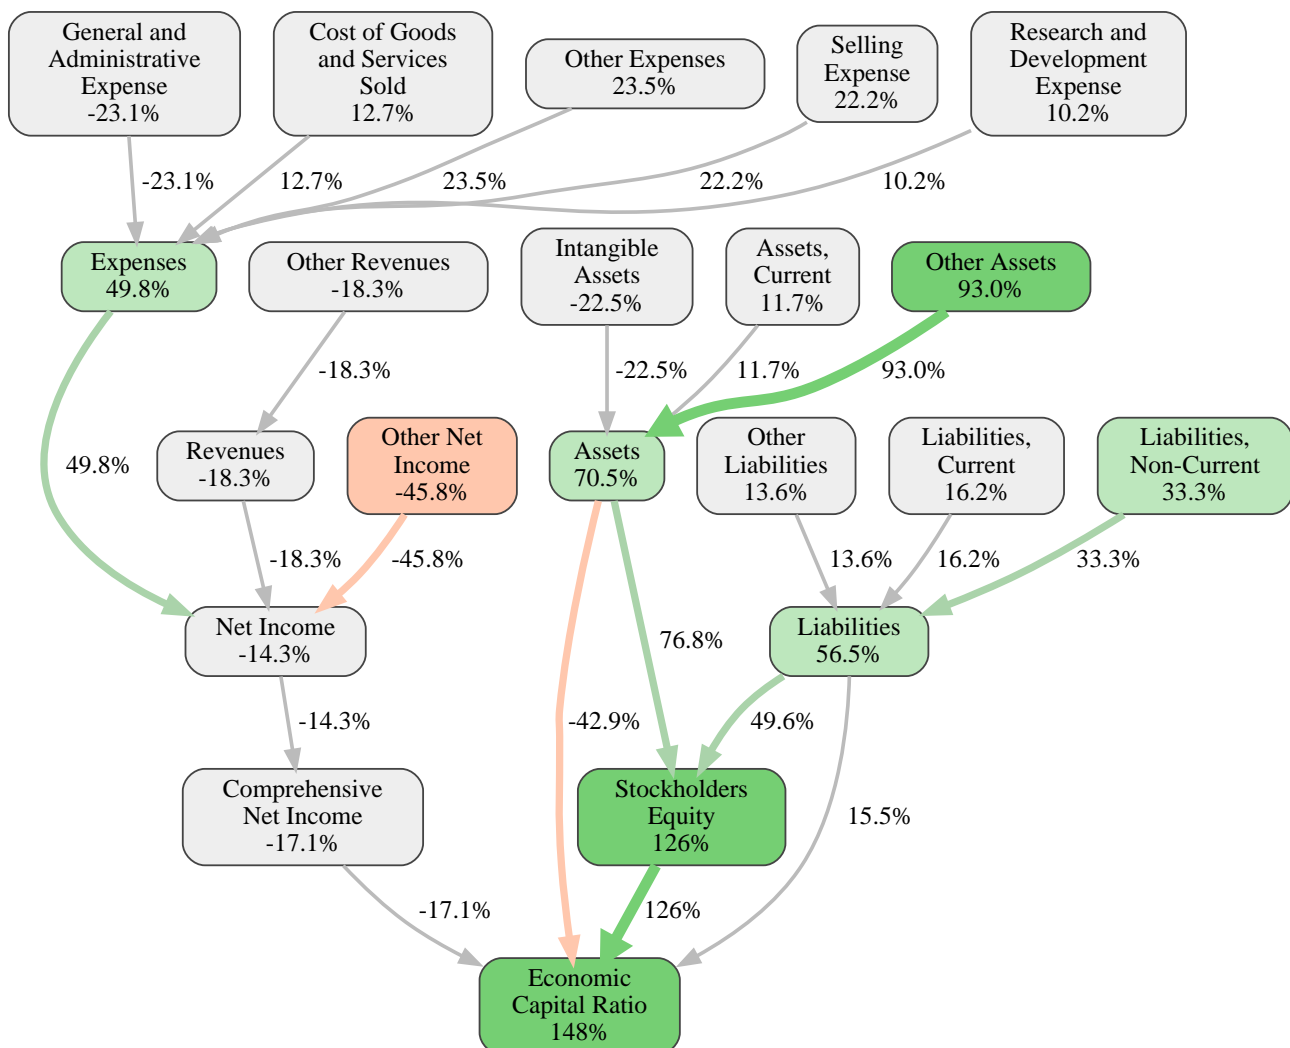 General and
Administrative
Expense
-23.1%
Cost of Goods
and Services
Sold
12.7%
Other Expenses
23.5%
Selling
Expense
22.2%
Research and
Development
Expense
10.2%
-23.1%
12.7%
23.5%
22.2%
10.2%
Expenses
49.8%
Other Revenues
-18.3%
Intangible
Assets
-22.5%
Assets,
Current
11.7%
Other Assets
93.0%
-18.3%
-22.5%
11.7%
93.0%
49.8%
Revenues
-18.3%
Other Net
Income
-45.8%
Assets
70.5%
Other
Liabilities
13.6%
Liabilities,
Current
16.2%
Liabilities,
Non-Current
33.3%
-18.3%
-45.8%
13.6%
16.2%
33.3%
Net Income
-14.3%
76.8%
Liabilities
56.5%
-14.3%
-42.9%
49.6%
Comprehensive
Net Income
-17.1%
Stockholders
Equity
126%
15.5%
-17.1%
126%
Economic
Capital Ratio
148%